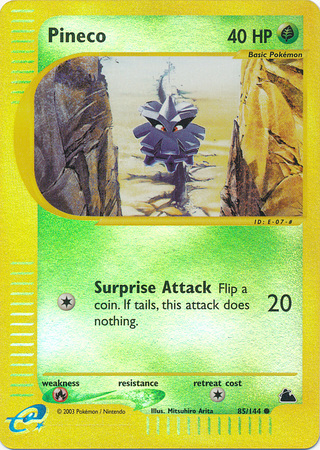 Pineco 40 HP
Basic Pokémon
ID: E-07-#
Surprise Attack Flip a
coin. If tails, this attack does
nothing.
20
weakness resistance retreat cost
© 2003 Pokémon / Nintendo Illus. Mitsuhiro Arita 85/144 ●
e